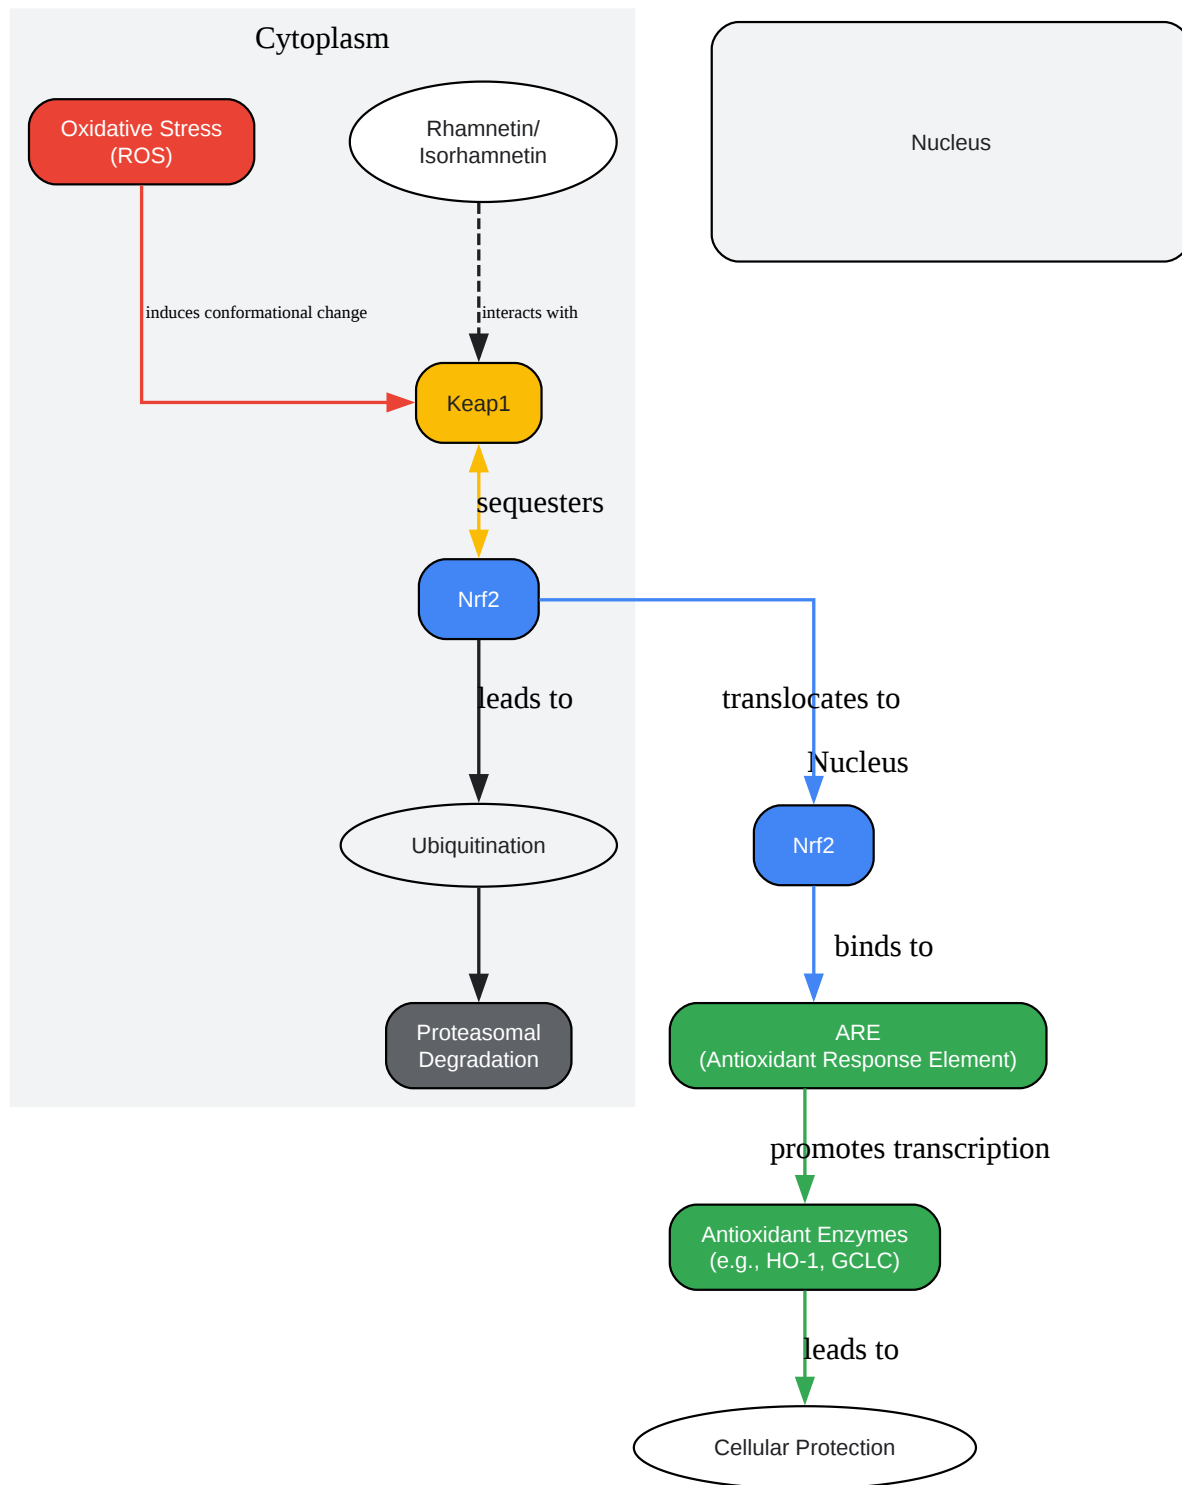 Cytoplasm
Oxidative Stress
(ROS)
Rhamnetin/
Isorhamnetin
Nucleus
induces conformational change
interacts with
Keap1
sequesters
Nrf2
leads to
translocates to
Nucleus
Ubiquitination
Nrf2
binds to
Proteasomal
Degradation
ARE
(Antioxidant Response Element)
promotes transcription
Antioxidant Enzymes
(e.g., HO-1, GCLC)
leads to
Cellular Protection